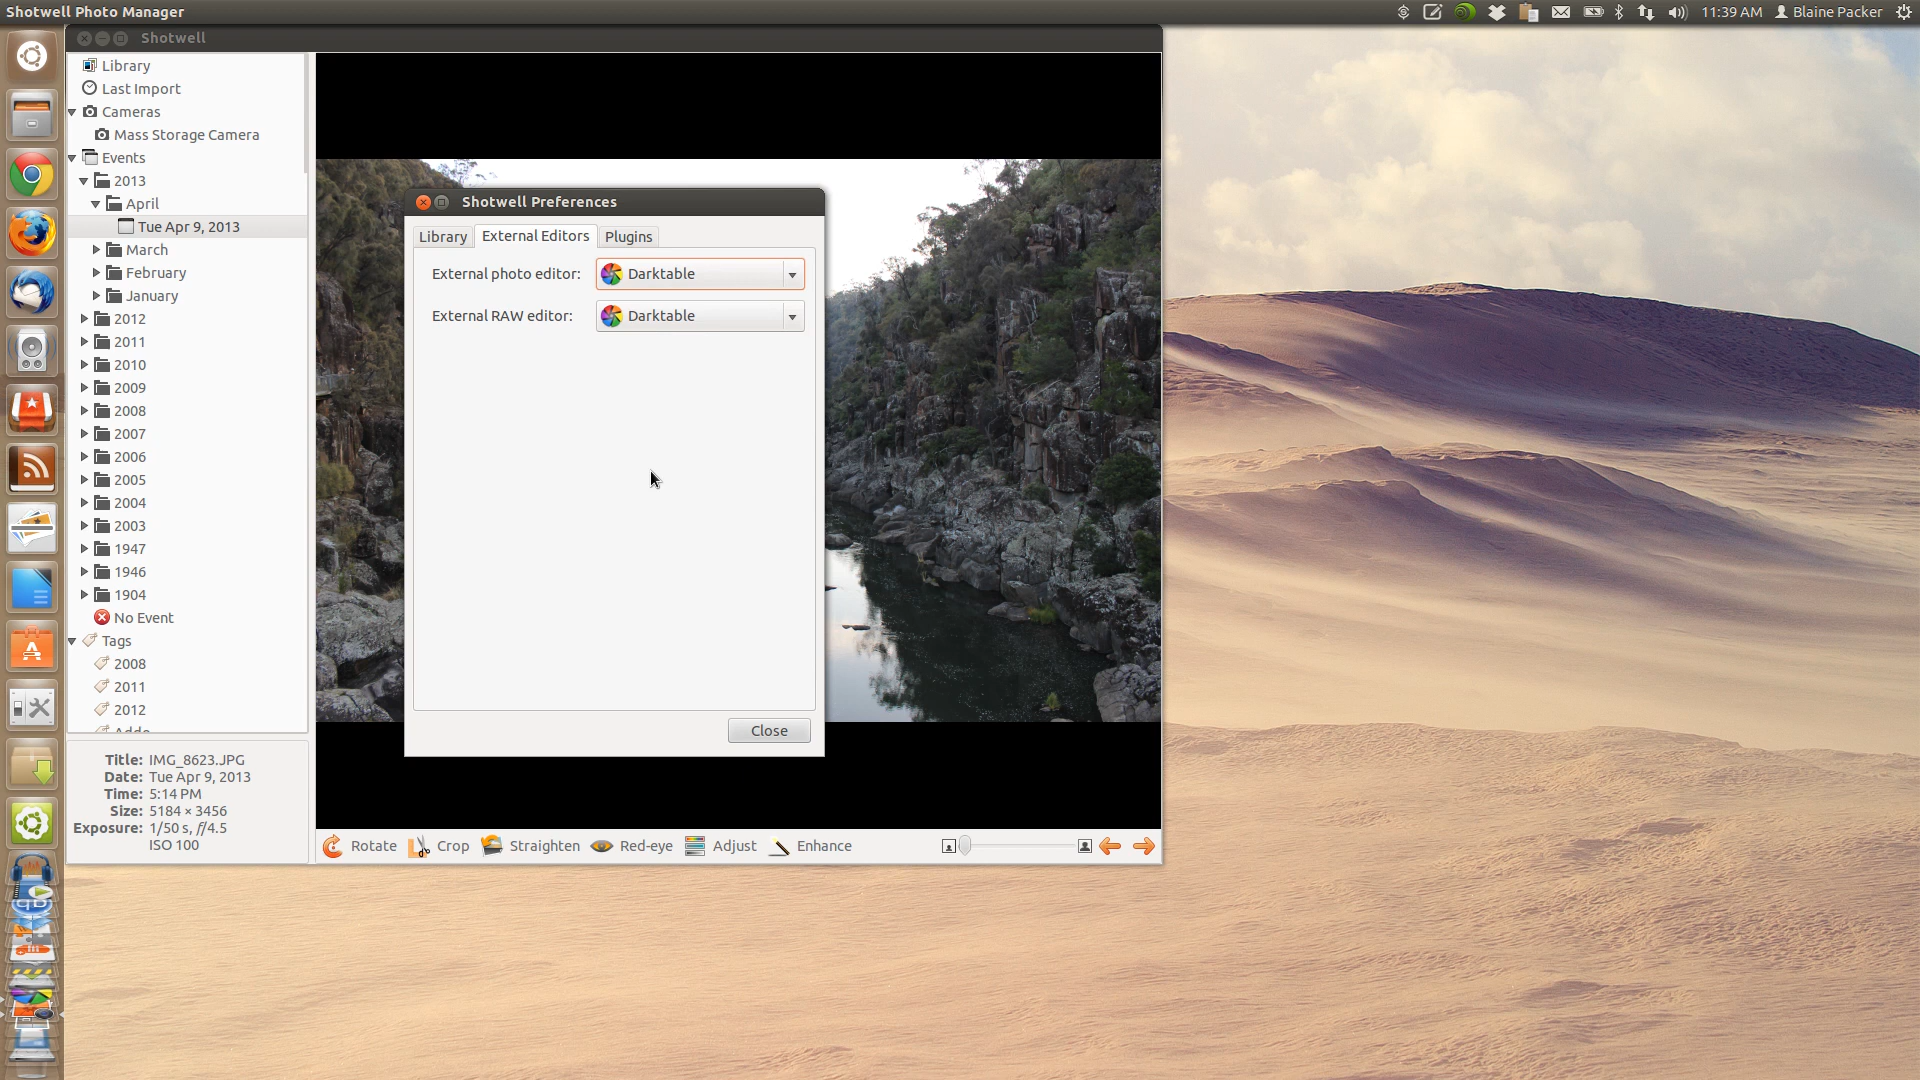 Shotwell Photo Manager
11:39 AM
Blaine Packer
Shotwell
Library
Last Import
Cameras
Mass Storage Camera
Events
2013
April
Tue Apr 9, 2013
March
February
January
2012
2011
2010
2009
2008
2007
2006
2005
2004
2003
1947
1946
1904
No Event
Tags
2008
2011
2012
Title: IMG_8623.JPG
Date: Tue Apr 9, 2013
Time: 5:14 PM
Size: 5184 × 3456
Exposure: 1/50 s, f/4.5
ISO 100
Shotwell Preferences
Library External Editors Plugins
External photo editor: Darktable
External RAW editor: Darktable
Close
Rotate Crop Straighten Red-eye Adjust Enhance